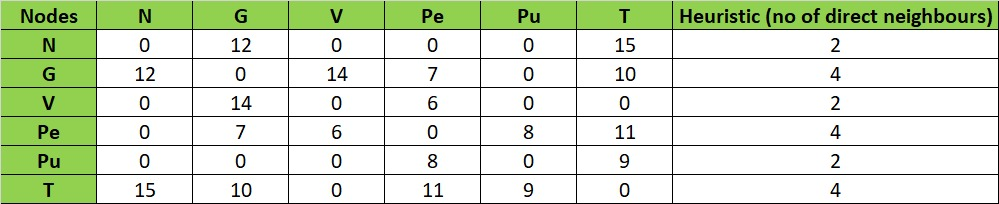 Nodes N G V Pe Pu T Heuristic (no of direct neighbours)
N 0 12 0 0 0 15 2
G 12 0 14 7 0 10 4
V 0 14 0 6 0 0 2
Pe 0 7 6 0 8 11 4
Pu 0 0 0 8 0 9 2
T 15 10 0 11 9 0 4